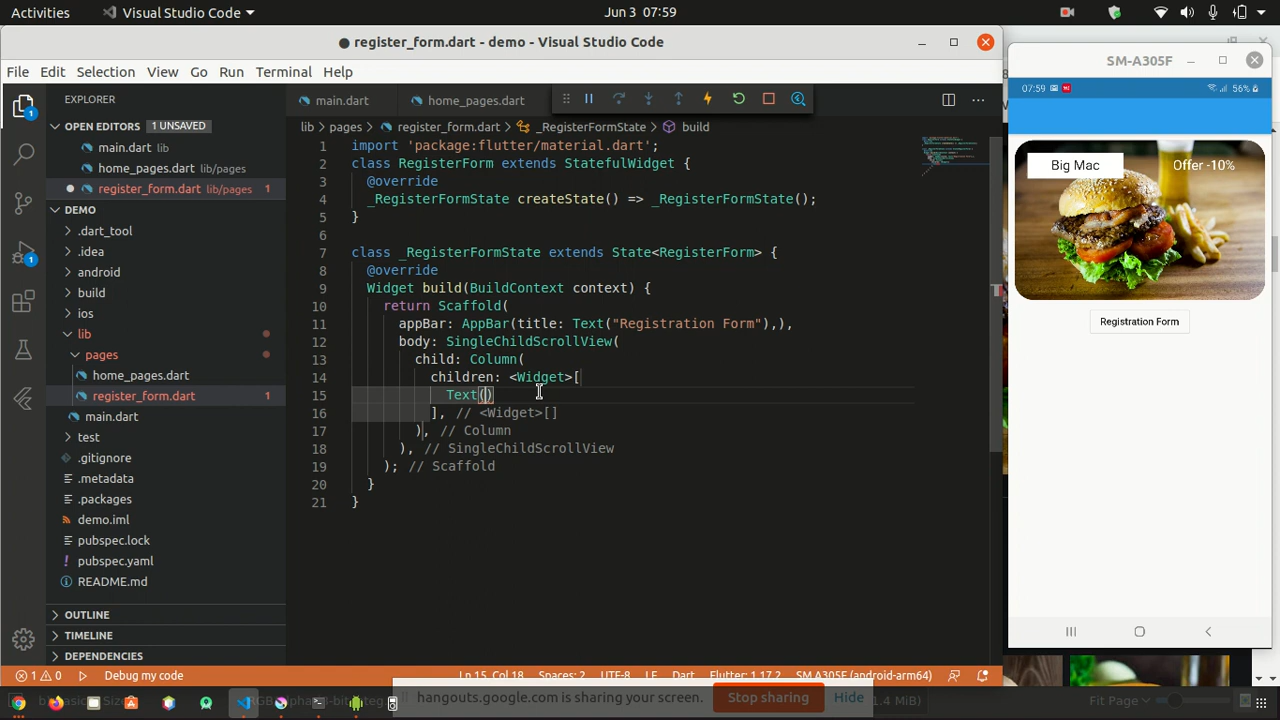 Activities
Visual Studio Code
Jun 3 07:59
● register_form.dart - demo - Visual Studio Code
SM-A305F
File Edit Selection View Go Run Terminal Help
EXPLORER
main.dart
home_pages.dart
07:59
56%
OPEN EDITORS 1 UNSAVED
lib > pages > register_form.dart > _RegisterFormState > build
main.dart lib
home_pages.dart lib/pages
● register_form.dart lib/pages 1
DEMO
.dart_tool
.idea
android
build
ios
lib
pages
home_pages.dart
register_form.dart 1
main.dart
test
.gitignore
.metadata
.packages
demo.iml
pubspec.lock
pubspec.yaml
README.md
OUTLINE
TIMELINE
DEPENDENCIES
1 import 'package:flutter/material.dart';
2 class RegisterForm extends StatefulWidget {
3 @override
4 _RegisterFormState createState() => _RegisterFormState();
5 }
6
7 class _RegisterFormState extends State<RegisterForm> {
8 @override
9 Widget build(BuildContext context) {
10 return Scaffold(
11 appBar: AppBar(title: Text("Registration Form"),),
12 body: SingleChildScrollView(
13 child: Column(
14 children: <Widget>[
15 Text()
16 ], // <Widget>[]
17 ), // Column
18 ), // SingleChildScrollView
19 ); // Scaffold
20 }
21 }
Big Mac
Offer -10%
Registration Form
1 0 Debug my code
Ln 15, Col 18 Spaces: 2 UTF-8 LF Dart Flutter: 1.17.2 SM A305F (android-arm64)
hangouts.google.com is sharing your screen. Stop sharing Hide
Fit Page